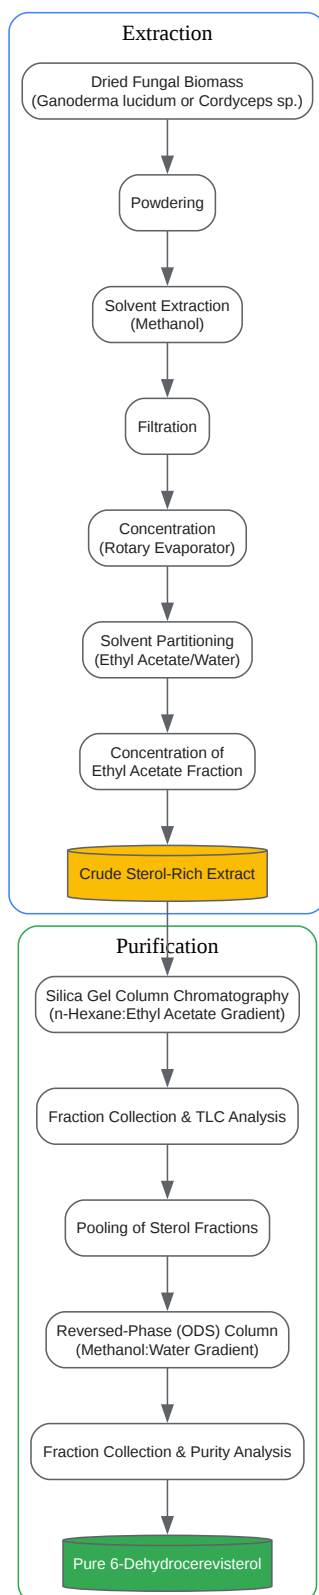 Extraction
Dried Fungal Biomass
(Ganoderma lucidum or Cordyceps sp.)
Powdering
Solvent Extraction
(Methanol)
Filtration
Concentration
(Rotary Evaporator)
Solvent Partitioning
(Ethyl Acetate/Water)
Concentration of
Ethyl Acetate Fraction
Crude Sterol-Rich Extract
Purification
Silica Gel Column Chromatography
(n-Hexane:Ethyl Acetate Gradient)
Fraction Collection & TLC Analysis
Pooling of Sterol Fractions
Reversed-Phase (ODS) Column
(Methanol:Water Gradient)
Fraction Collection & Purity Analysis
Pure 6-Dehydrocerevisterol